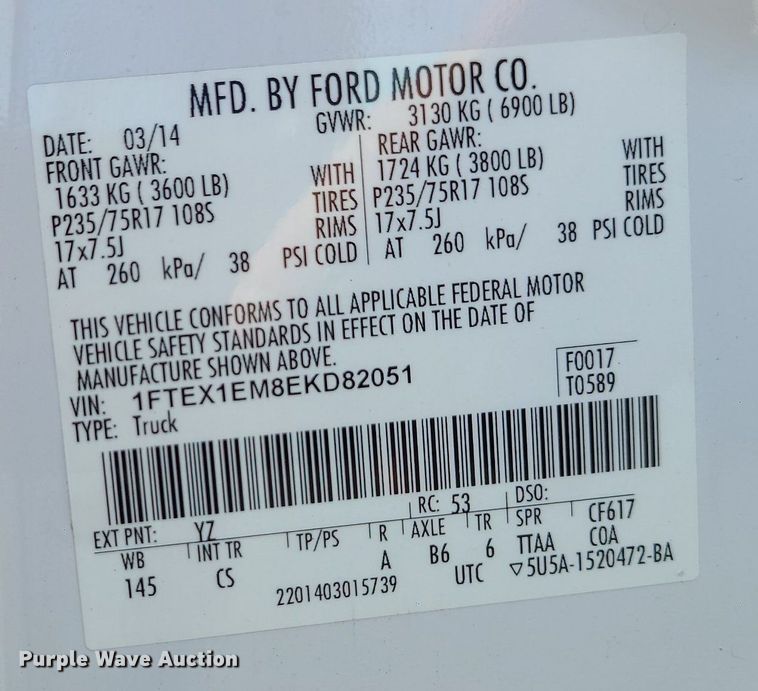 MFD. BY FORD MOTOR CO.
DATE: 03/14 GVWR: 3130 KG ( 6900 LB)
FRONT GAWR: REAR GAWR:
1633 KG ( 3600 LB) WITH 1724 KG ( 3800 LB) WITH
P235/75R17 108S TIRES P235/75R17 108S TIRES
17x7.5J RIMS 17x7.5J RIMS
AT 260 kPa/ 38 PSI COLD AT 260 kPa/ 38 PSI COLD
THIS VEHICLE CONFORMS TO ALL APPLICABLE FEDERAL MOTOR
VEHICLE SAFETY STANDARDS IN EFFECT ON THE DATE OF
MANUFACTURE SHOWN ABOVE.
VIN: 1FTEX1EM8EKD82051 F0017
TYPE: Truck T0589
EXT PNT: YZ RC: 53 DSO:
WB INT TR TP/PS R AXLE TR SPR CF617
145 CS A B6 6 TTAA COA
2201403015739 UTC ▽5U5A-1520472-BA
Purple Wave Auction